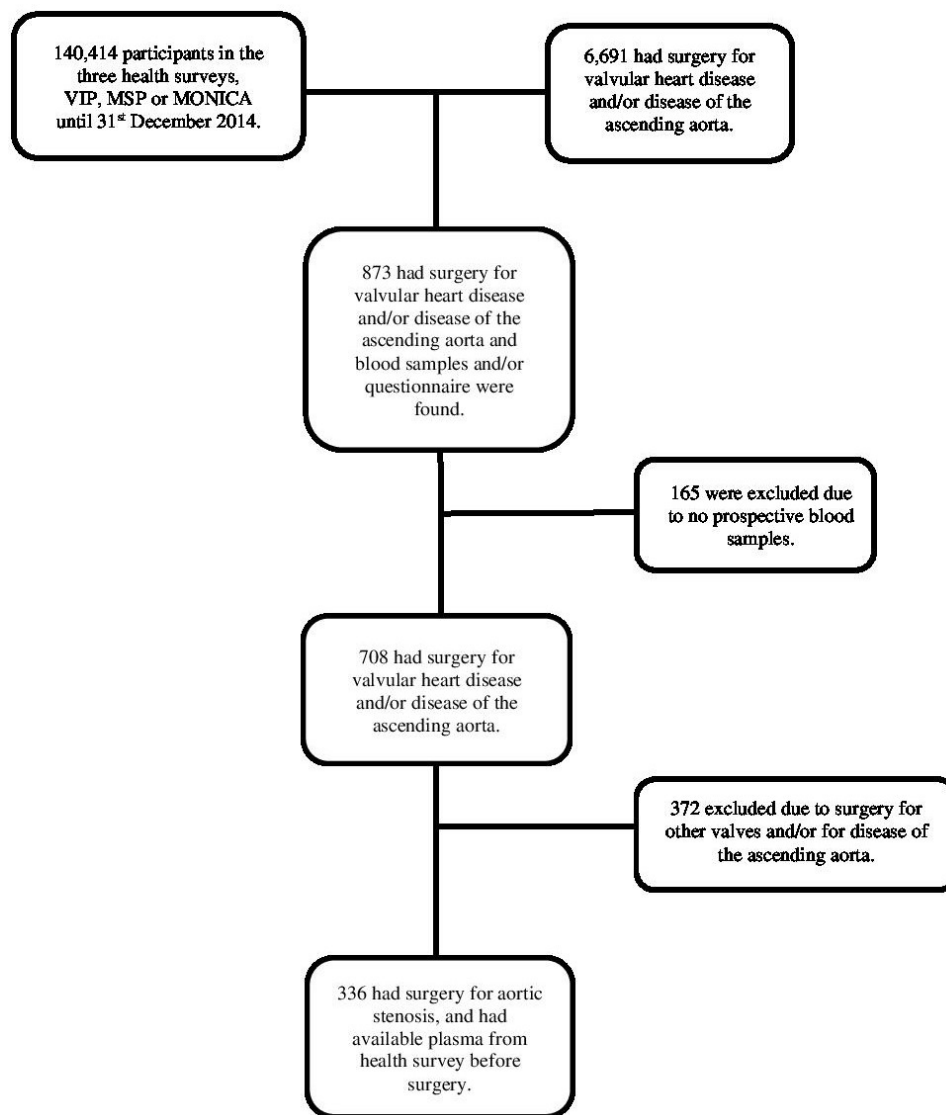 140,414 participants in the
three health surveys,
VIP, MSP or MONICA
until 31st December 2014.
6,691 had surgery for
valvular heart disease
and/or disease of the
ascending aorta.
873 had surgery for
valvular heart disease
and/or disease of the
ascending aorta and
blood samples and/or
questionnaire were
found.
165 were excluded due
to no prospective blood
samples.
708 had surgery for
valvular heart disease
and/or disease of the
ascending aorta.
372 excluded due to surgery for
other valves and/or for disease of
the ascending aorta.
336 had surgery for aortic
stenosis, and had
available plasma from
health survey before
surgery.